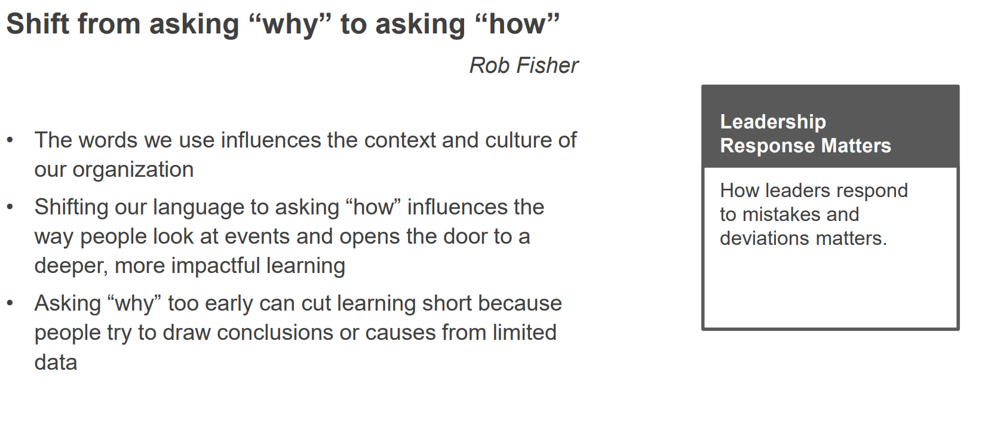 Shift from asking “why” to asking “how”
Rob Fisher
• The words we use influences the context and culture of
our organization
• Shifting our language to asking “how” influences the
way people look at events and opens the door to a
deeper, more impactful learning
• Asking “why” too early can cut learning short because
people try to draw conclusions or causes from limited
data
Leadership
Response Matters
How leaders respond
to mistakes and
deviations matters.